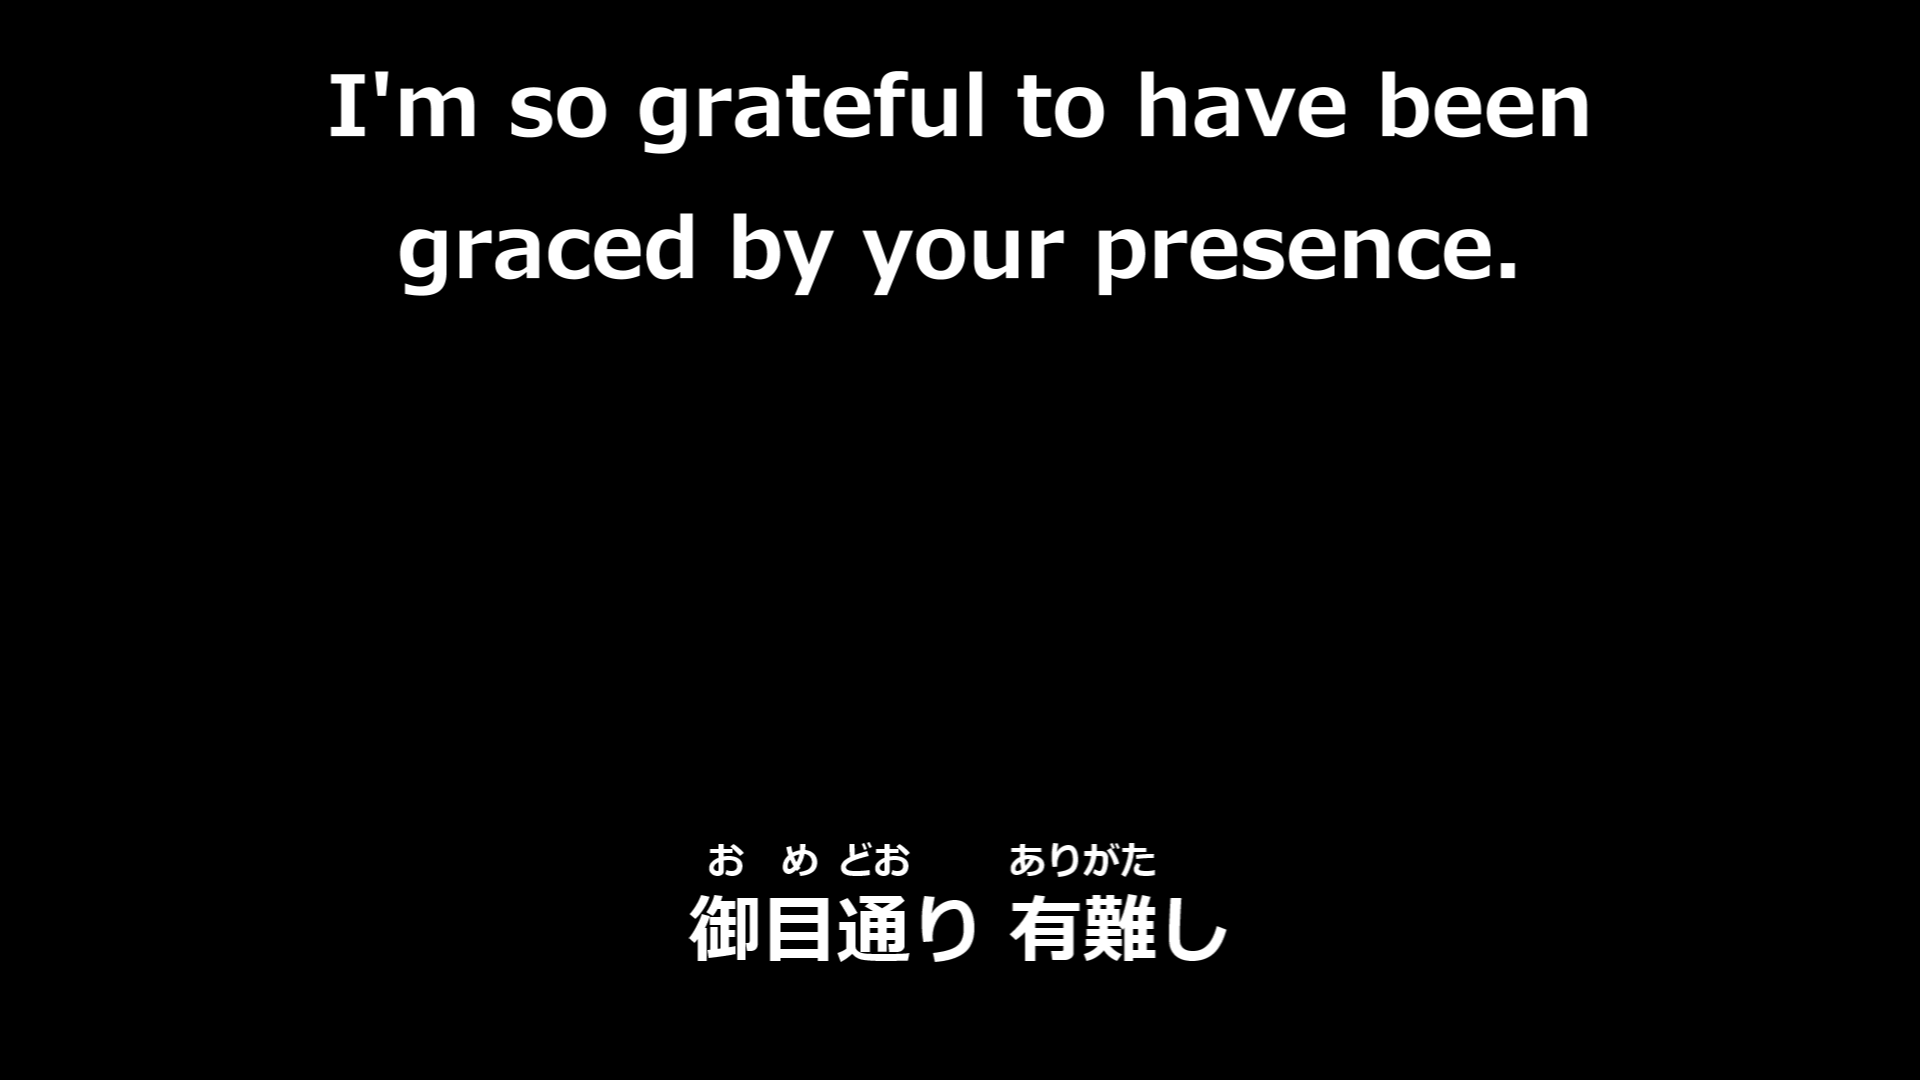 I'm so grateful to have been
graced by your presence.
お め どお ありがた
御目通り 有難し